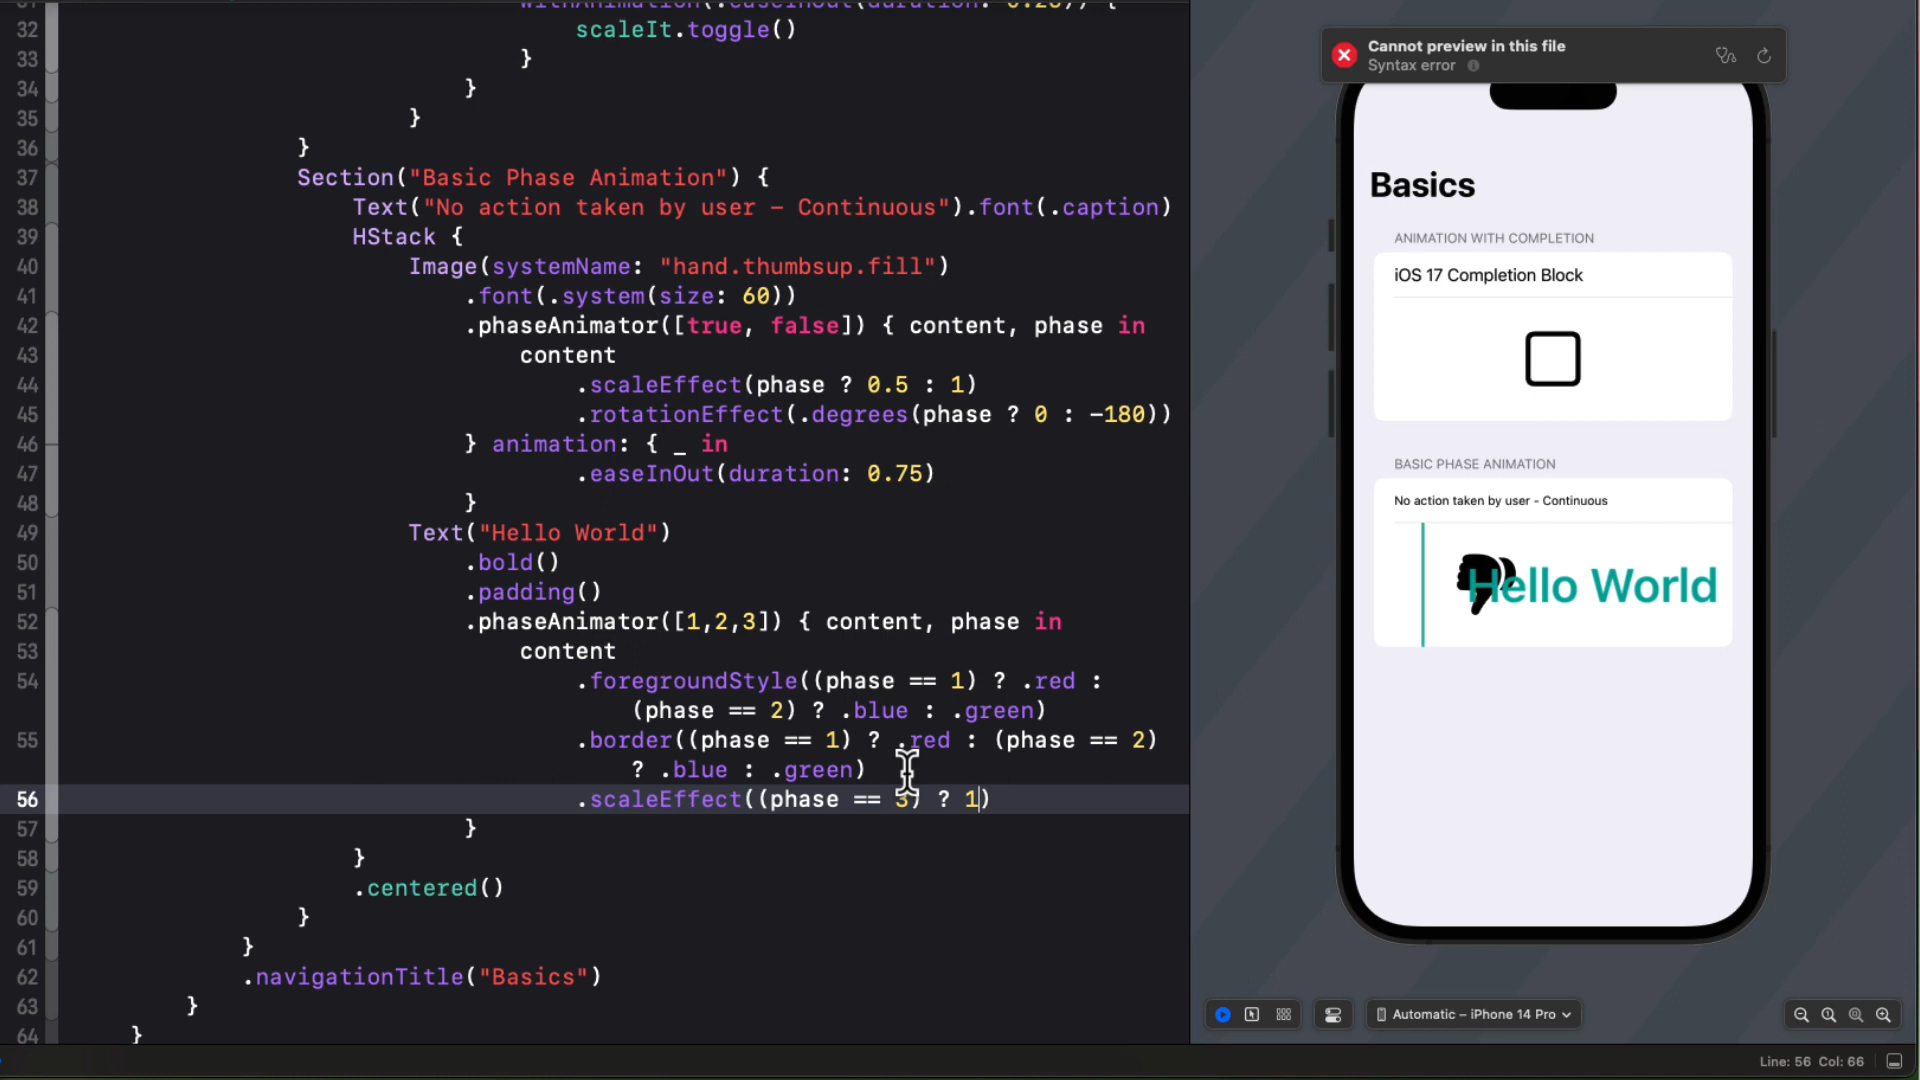 31 withAnimation(.easeInOut(duration: 0.25)) {
32 scaleIt.toggle()
33 }
34 }
35 }
36 }
37 Section("Basic Phase Animation") {
38 Text("No action taken by user – Continuous").font(.caption)
39 HStack {
40 Image(systemName: "hand.thumbsup.fill")
41 .font(.system(size: 60))
42 .phaseAnimator([true, false]) { content, phase in
43 content
44 .scaleEffect(phase ? 0.5 : 1)
45 .rotationEffect(.degrees(phase ? 0 : -180))
46 } animation: { _ in
47 .easeInOut(duration: 0.75)
48 }
49 Text("Hello World")
50 .bold()
51 .padding()
52 .phaseAnimator([1,2,3]) { content, phase in
53 content
54 .foregroundStyle((phase == 1) ? .red :
(phase == 2) ? .blue : .green)
55 .border((phase == 1) ? .red : (phase == 2)
? .blue : .green)
56 .scaleEffect((phase == 3) ? 1)
57 }
58 }
59 .centered()
60 }
61 }
62 .navigationTitle("Basics")
63 }
64 }
Cannot preview in this file
Syntax error
Basics
ANIMATION WITH COMPLETION
iOS 17 Completion Block
BASIC PHASE ANIMATION
No action taken by user - Continuous
Hello World
Automatic – iPhone 14 Pro
Line: 56 Col: 66